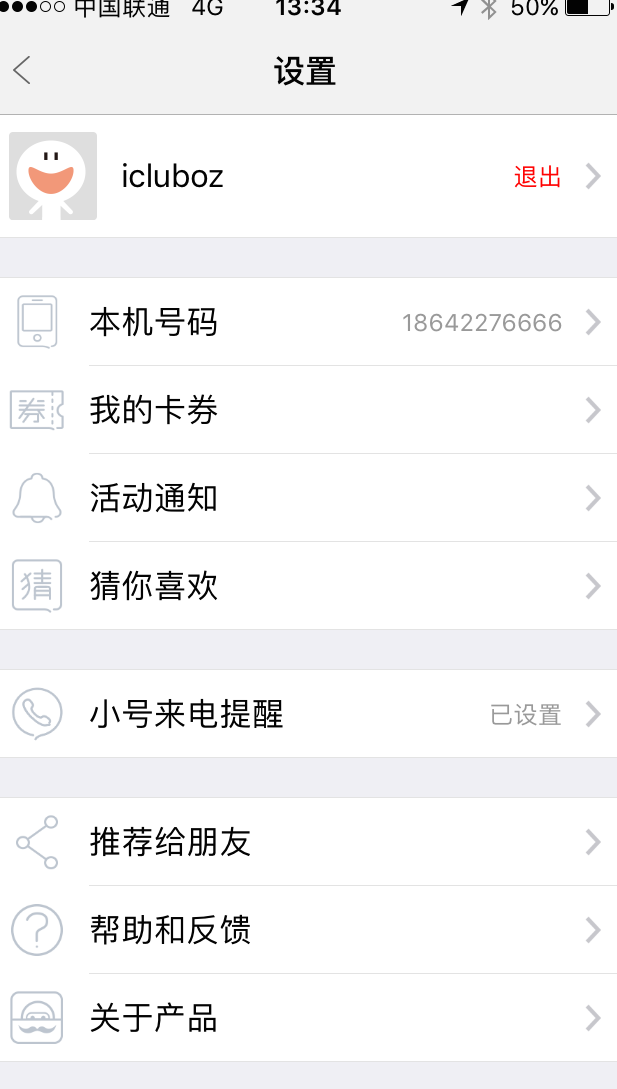 中国联通 4G 13:34 50%
设置
icluboz 退出
本机号码 18642276666
券 我的卡券
活动通知
猜 猜你喜欢
小号来电提醒 已设置
推荐给朋友
? 帮助和反馈
关于产品